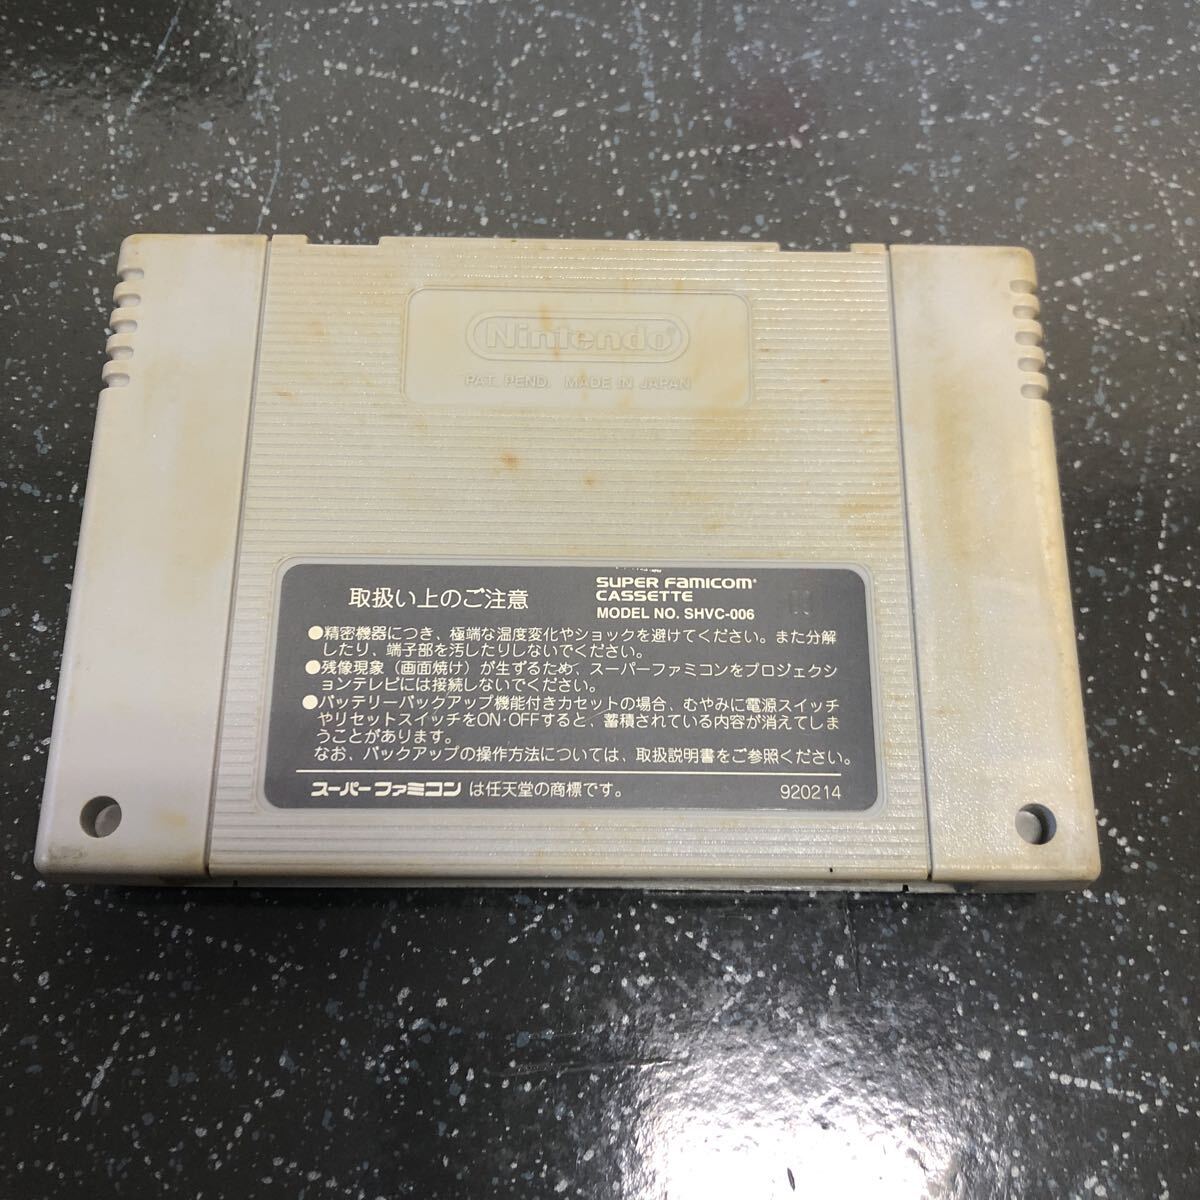 Nintendo®
PAT. PEND. MADE IN JAPAN
取扱い上のご注意
SUPER FAMICOM
CASSETTE
MODEL NO. SHVC-006
●精密機器につき、極端な温度変化やショックを避けてください。また分解
したり、端子部を汚したりしないでください。
●残像現象（画面焼け）が生ずるため、スーパーファミコンをプロジェクシ
ョンテレビには接続しないでください。
●バッテリーバックアップ機能付きカセットの場合、むやみに電源スイッチ
やリセットスイッチをON・OFFすると、蓄積されている内容が消えてしま
うことがあります。
なお、バックアップの操作方法については、取扱説明書をご参照ください。
スーパーファミコンは任天堂の商標です。
920214